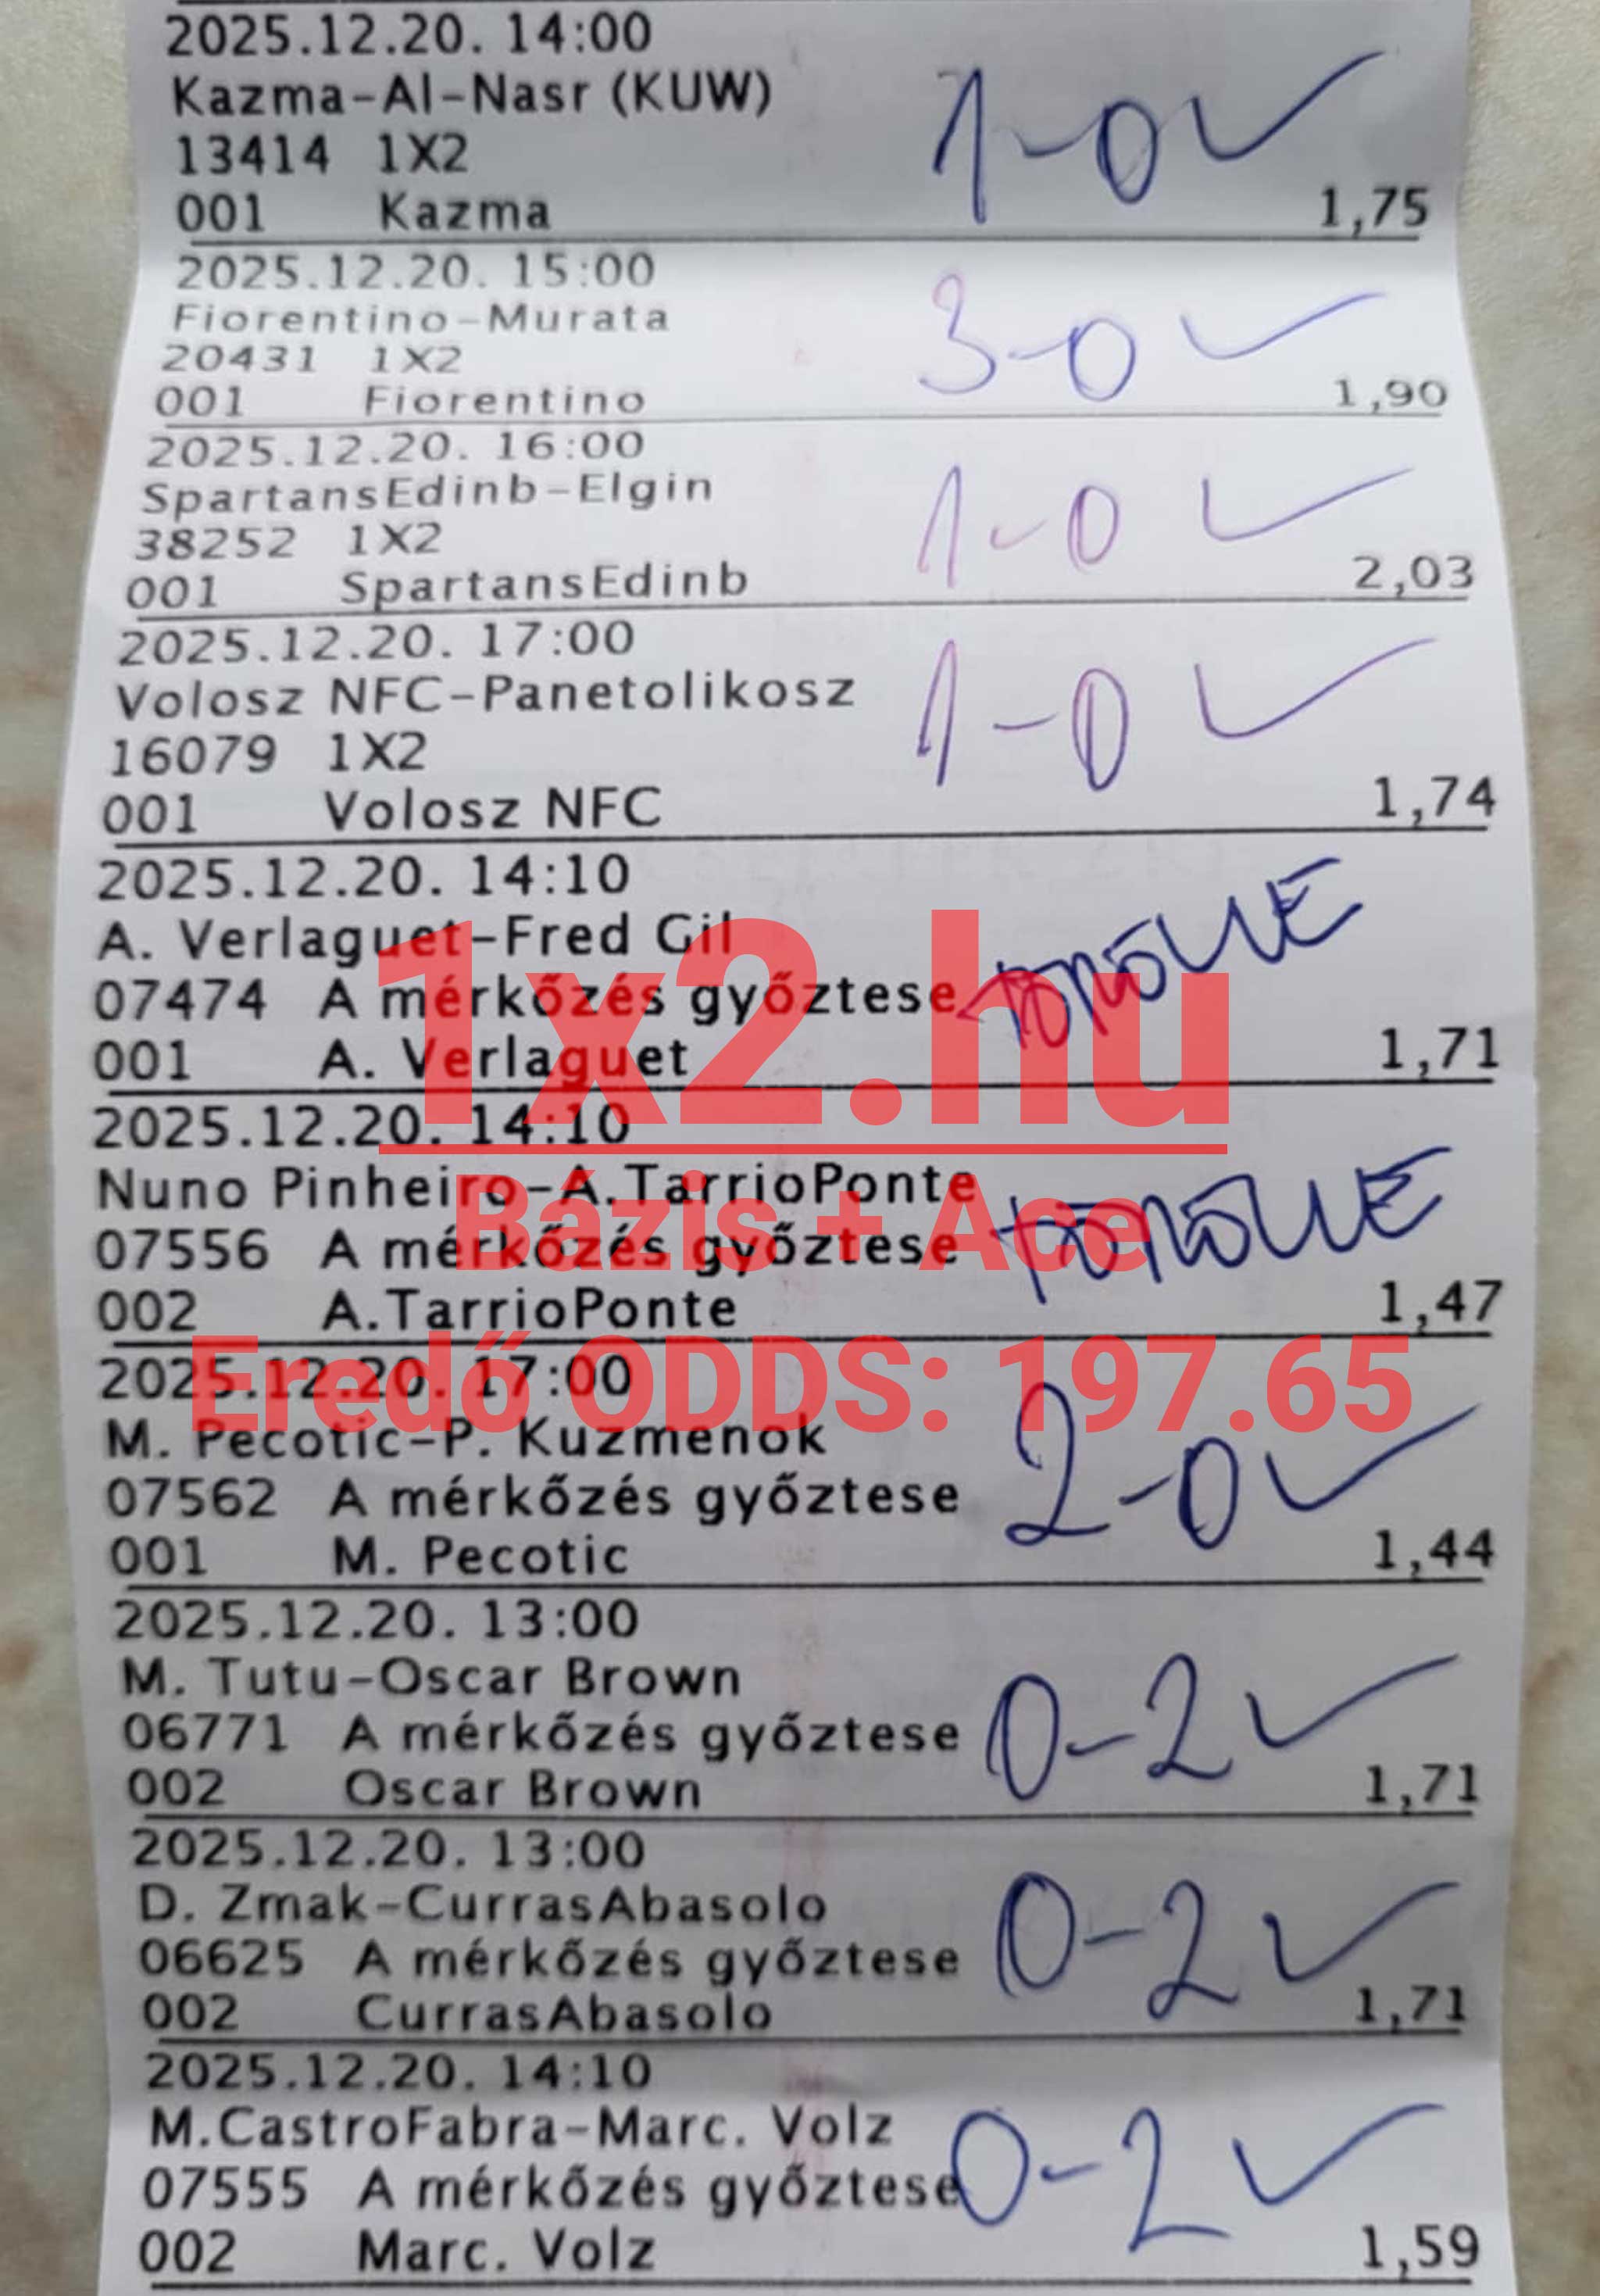 2025.12.20. 14:00
Kazma-Al-Nasr (KUW)
13414 1X2
1-0 ✓
001 Kazma 1,75
2025.12.20. 15:00
Fiorentino-Murata
20431 1X2
3-0 ✓
001 Fiorentino 1,90
2025.12.20. 16:00
SpartansEdinb-Elgin
38252 1X2
1-0 ✓
001 SpartansEdinb 2,03
2025.12.20. 17:00
Volosz NFC-Panetolikosz
16079 1X2
1-0 ✓
001 Volosz NFC 1,74
2025.12.20. 14:10
A. Verlaguet-Fred Gil
07474 A mérkőzés győztese
TÖRÖLVE
001 A. Verlaguet 1,71
1x2.hu
2025.12.20. 14:10
Nuno Pinheiro-A.TarrioPonte
Bázis + Ace
07556 A mérkőzés győztese
TÖRÖLVE
002 A.TarrioPonte 1,47
Eredő ODDS: 197.65
2025.12.20. 17:00
M. Pecotic-P. Kuzmenok
07562 A mérkőzés győztese
2-0 ✓
001 M. Pecotic 1,44
2025.12.20. 13:00
M. Tutu-Oscar Brown
06771 A mérkőzés győztese
0-2 ✓
002 Oscar Brown 1,71
2025.12.20. 13:00
D. Zmak-CurrasAbasolo
06625 A mérkőzés győztese
0-2 ✓
002 CurrasAbasolo 1,71
2025.12.20. 14:10
M.CastroFabra-Marc. Volz
07555 A mérkőzés győztese
0-2 ✓
002 Marc. Volz 1,59